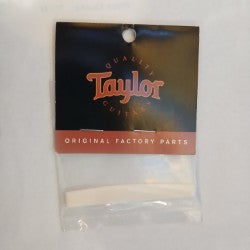 QUALITY
Taylor
GUITARS
ORIGINAL FACTORY PARTS